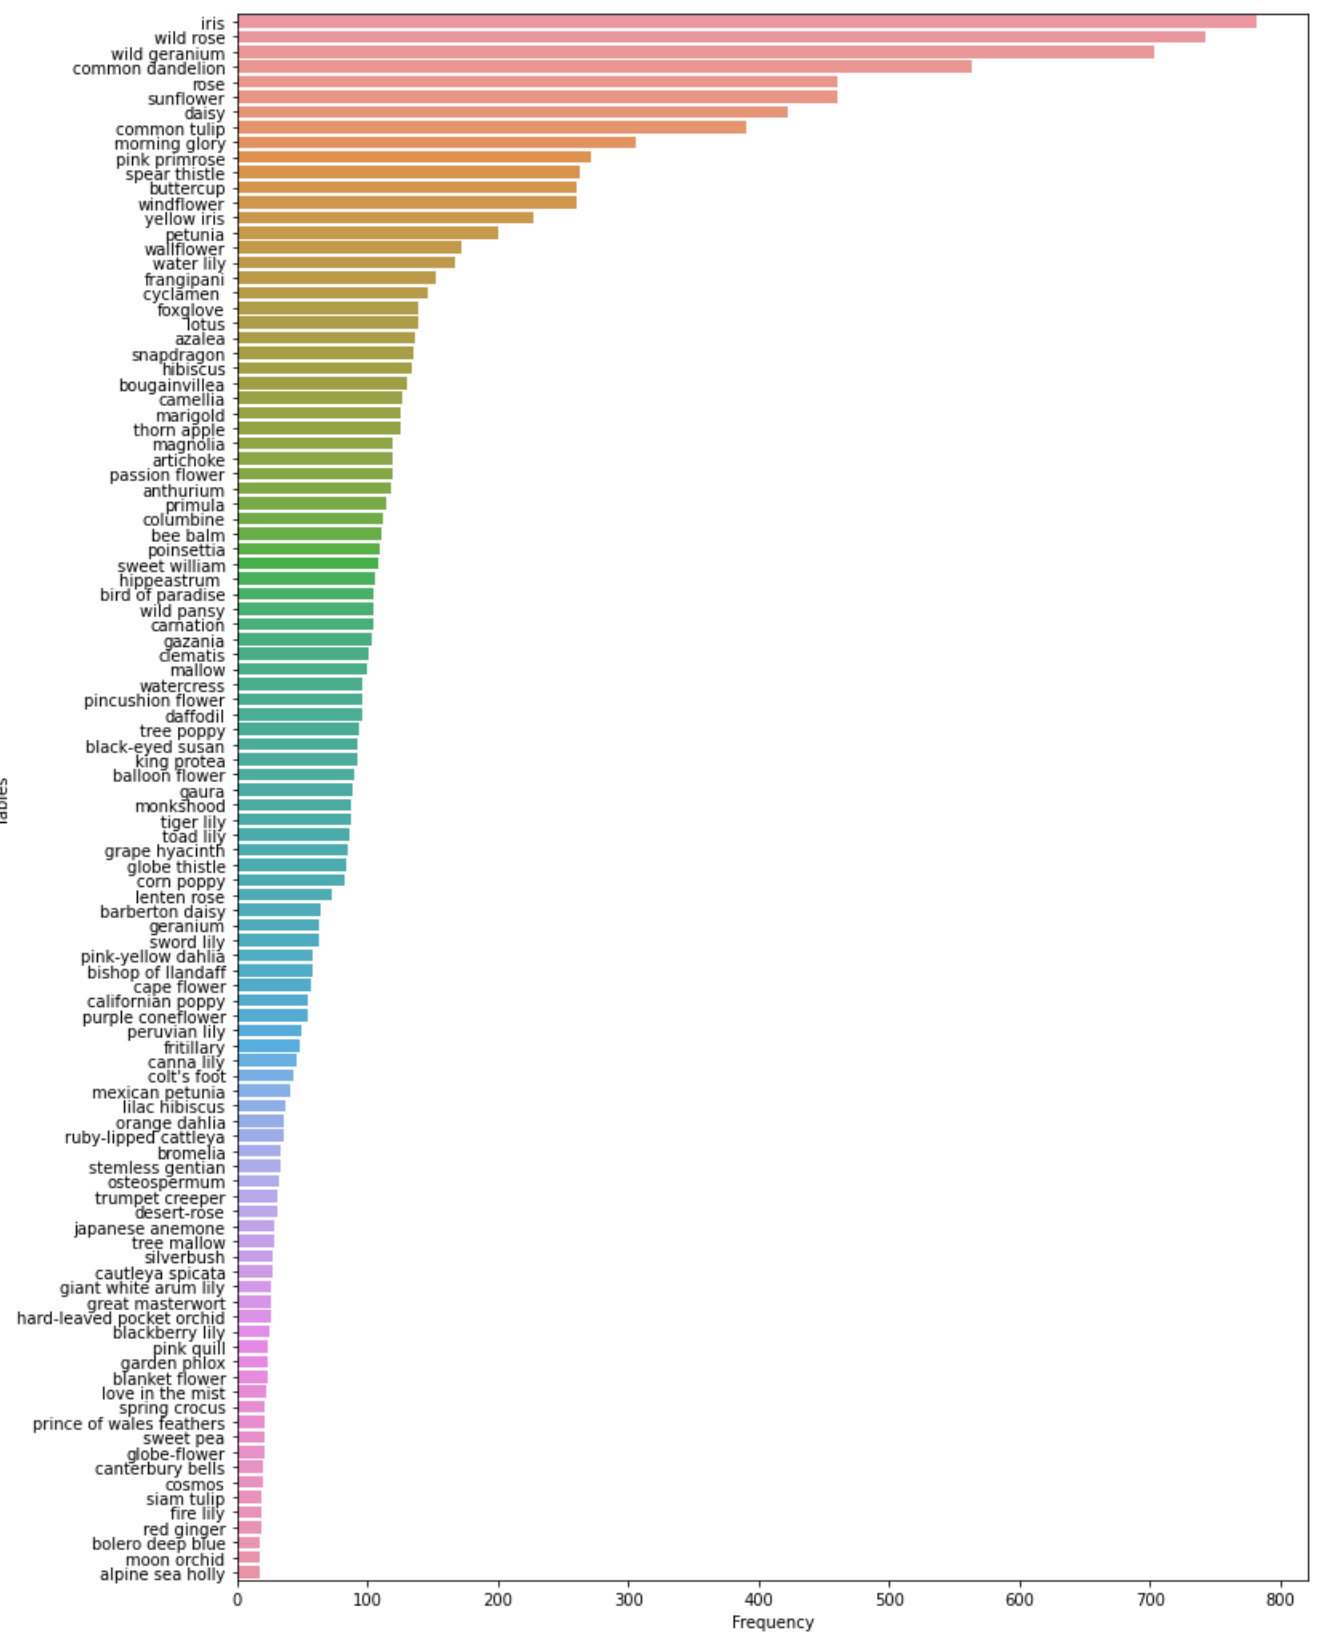 iris
wild rose
wild geranium
common dandelion
rose
sunflower
daisy
common tulip
morning glory
pink primrose
spear thistle
buttercup
windflower
yellow iris
petunia
wallflower
water lily
frangipani
cyclamen
foxglove
lotus
azalea
snapdragon
hibiscus
bougainvillea
camellia
marigold
thorn apple
magnolia
artichoke
passion flower
anthurium
primula
columbine
bee balm
poinsettia
sweet william
hippeastrum
bird of paradise
wild pansy
carnation
gazania
clematis
mallow
watercress
pincushion flower
daffodil
tree poppy
black-eyed susan
king protea
balloon flower
gaura
monkshood
tiger lily
toad lily
grape hyacinth
globe thistle
corn poppy
lenten rose
barberton daisy
geranium
sword lily
pink-yellow dahlia
bishop of llandaff
cape flower
californian poppy
purple coneflower
peruvian lily
fritillary
canna lily
colt's foot
mexican petunia
lilac hibiscus
orange dahlia
ruby-lipped cattleya
bromelia
stemless gentian
osteospermum
trumpet creeper
desert-rose
japanese anemone
tree mallow
silverbush
cautleya spicata
giant white arum lily
great masterwort
hard-leaved pocket orchid
blackberry lily
pink quill
garden phlox
blanket flower
love in the mist
spring crocus
prince of wales feathers
sweet pea
globe-flower
canterbury bells
cosmos
siam tulip
fire lily
red ginger
bolero deep blue
moon orchid
alpine sea holly
0 100 200 300 400 500 600 700 800
Frequency